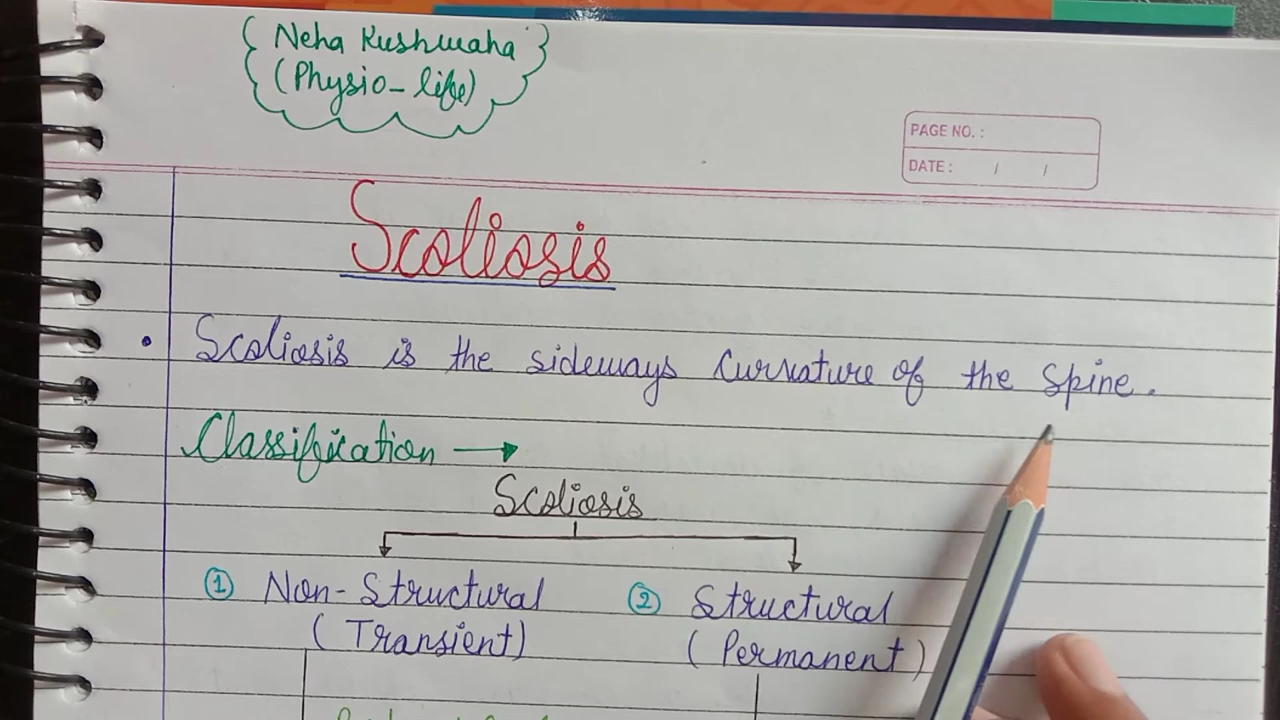 Neha Kushwaha
(Physio-life)
PAGE NO. :
DATE : / /
Scoliosis
• Scoliosis is the sideways Curvature of the Spine.
Classification →
Scoliosis
① Non-Structural ② Structural
(Transient) (Permanent)